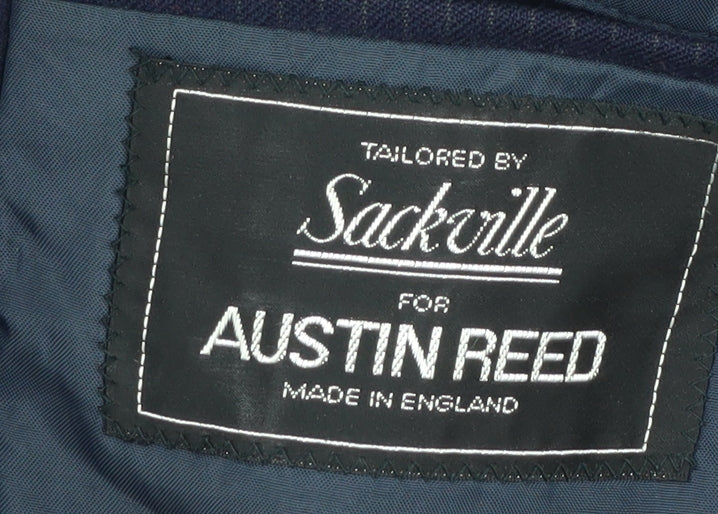 TAILORED BY
Sackville
FOR
AUSTIN REED
MADE IN ENGLAND